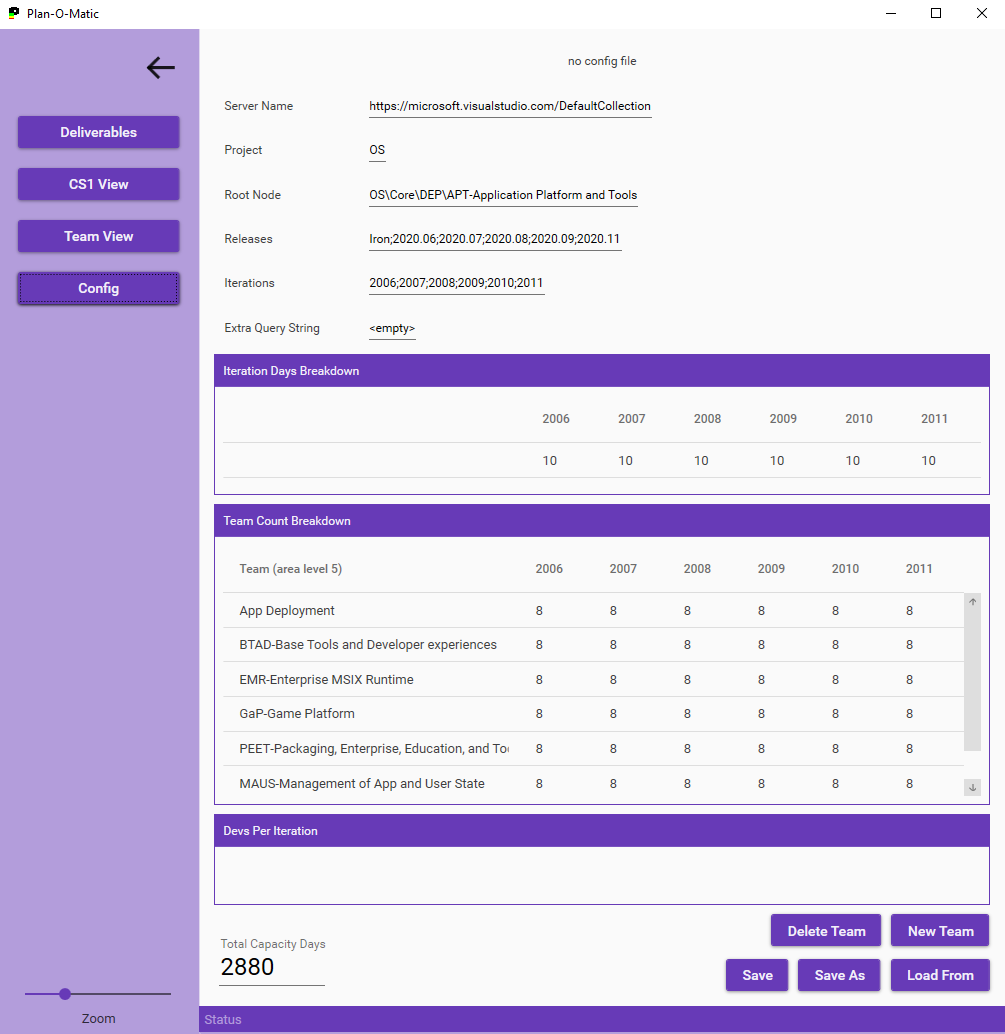 Plan-O-Matic
no config file
Deliverables
CS1 View
Team View
Config
Server Name https://microsoft.visualstudio.com/DefaultCollection
Project OS
Root Node OS\Core\DEP\APT-Application Platform and Tools
Releases Iron;2020.06;2020.07;2020.08;2020.09;2020.11
Iterations 2006;2007;2008;2009;2010;2011
Extra Query String <empty>
Iteration Days Breakdown
2006 2007 2008 2009 2010 2011
10 10 10 10 10 10
Team Count Breakdown
Team (area level 5) 2006 2007 2008 2009 2010 2011
App Deployment 8 8 8 8 8 8
BTAD-Base Tools and Developer experiences 8 8 8 8 8 8
EMR-Enterprise MSIX Runtime 8 8 8 8 8 8
GaP-Game Platform 8 8 8 8 8 8
PEET-Packaging, Enterprise, Education, and Too 8 8 8 8 8 8
MAUS-Management of App and User State 8 8 8 8 8 8
Devs Per Iteration
Delete Team New Team
Total Capacity Days
2880
Save Save As Load From
Zoom
Status